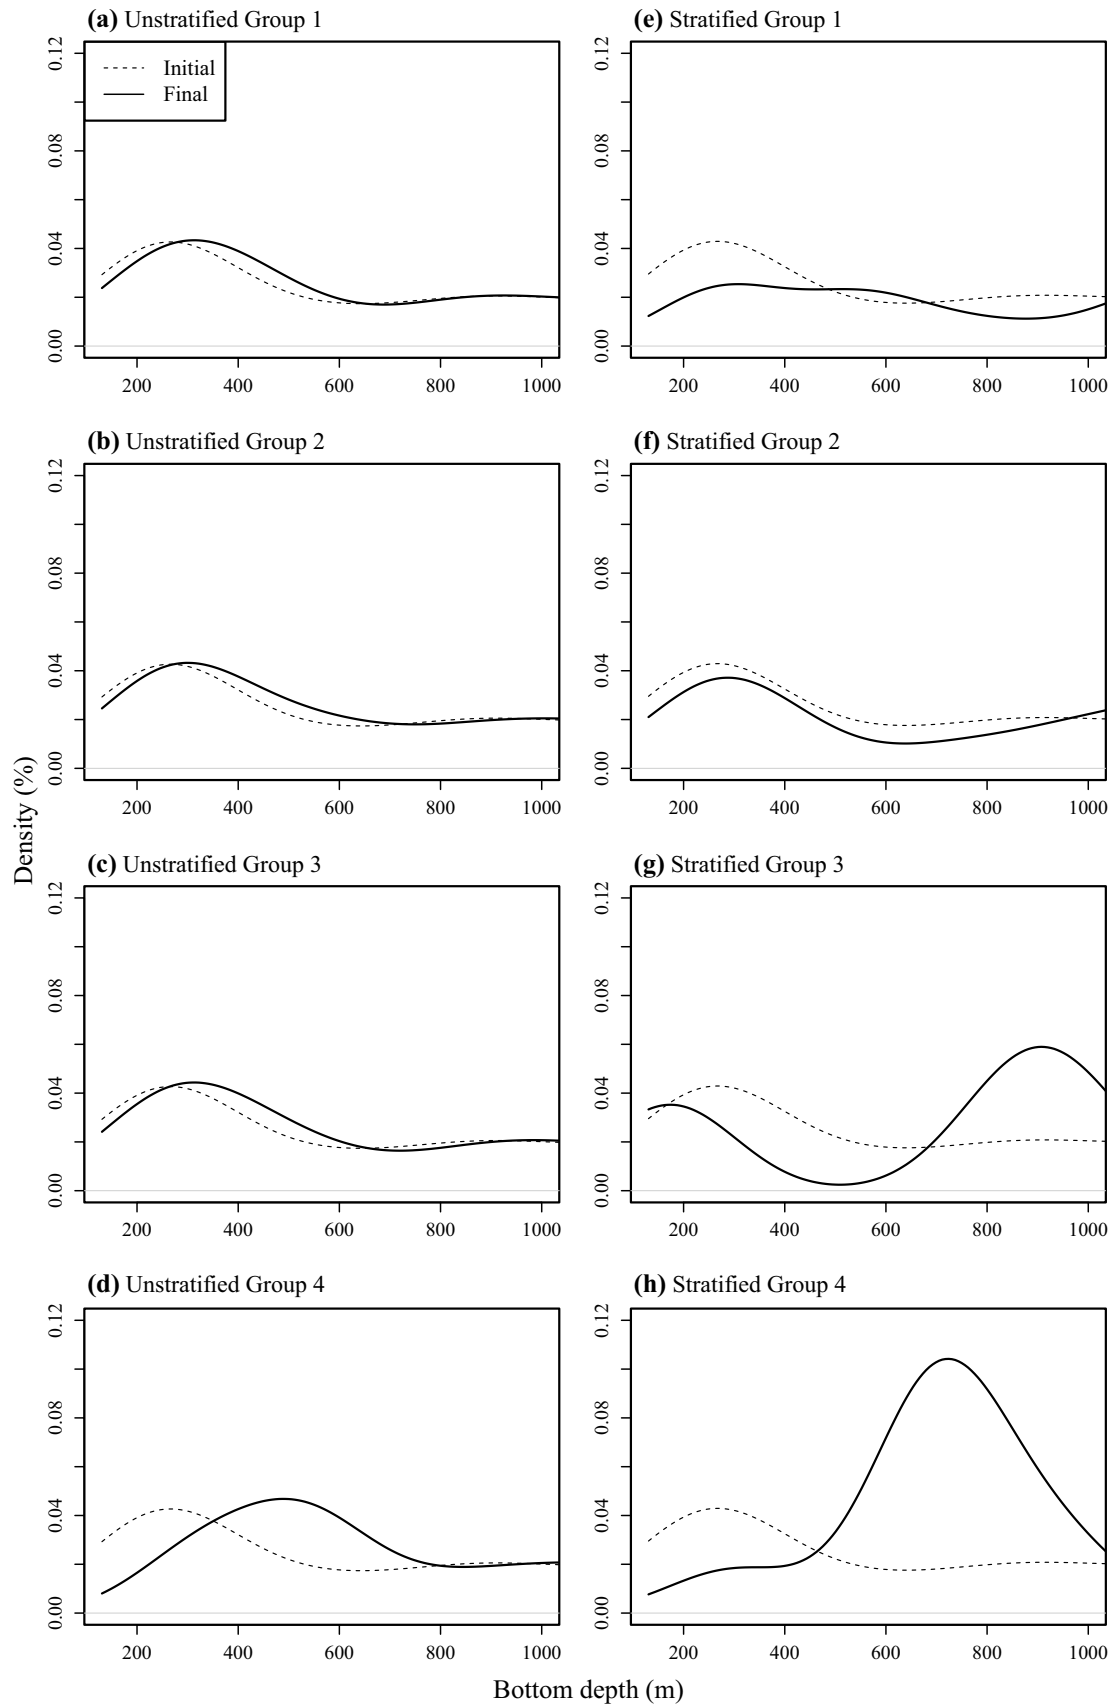 (a) Unstratified Group 1
(e) Stratified Group 1
Initial
Final
0.12
0.08
0.04
0.00
200 400 600 800 1000
0.12
0.08
0.04
0.00
200 400 600 800 1000
(b) Unstratified Group 2
(f) Stratified Group 2
0.12
0.08
0.04
0.00
200 400 600 800 1000
0.12
0.08
0.04
0.00
200 400 600 800 1000
Density (%)
(c) Unstratified Group 3
(g) Stratified Group 3
0.12
0.08
0.04
0.00
200 400 600 800 1000
0.12
0.08
0.04
0.00
200 400 600 800 1000
(d) Unstratified Group 4
(h) Stratified Group 4
0.12
0.08
0.04
0.00
200 400 600 800 1000
0.12
0.08
0.04
0.00
200 400 600 800 1000
Bottom depth (m)